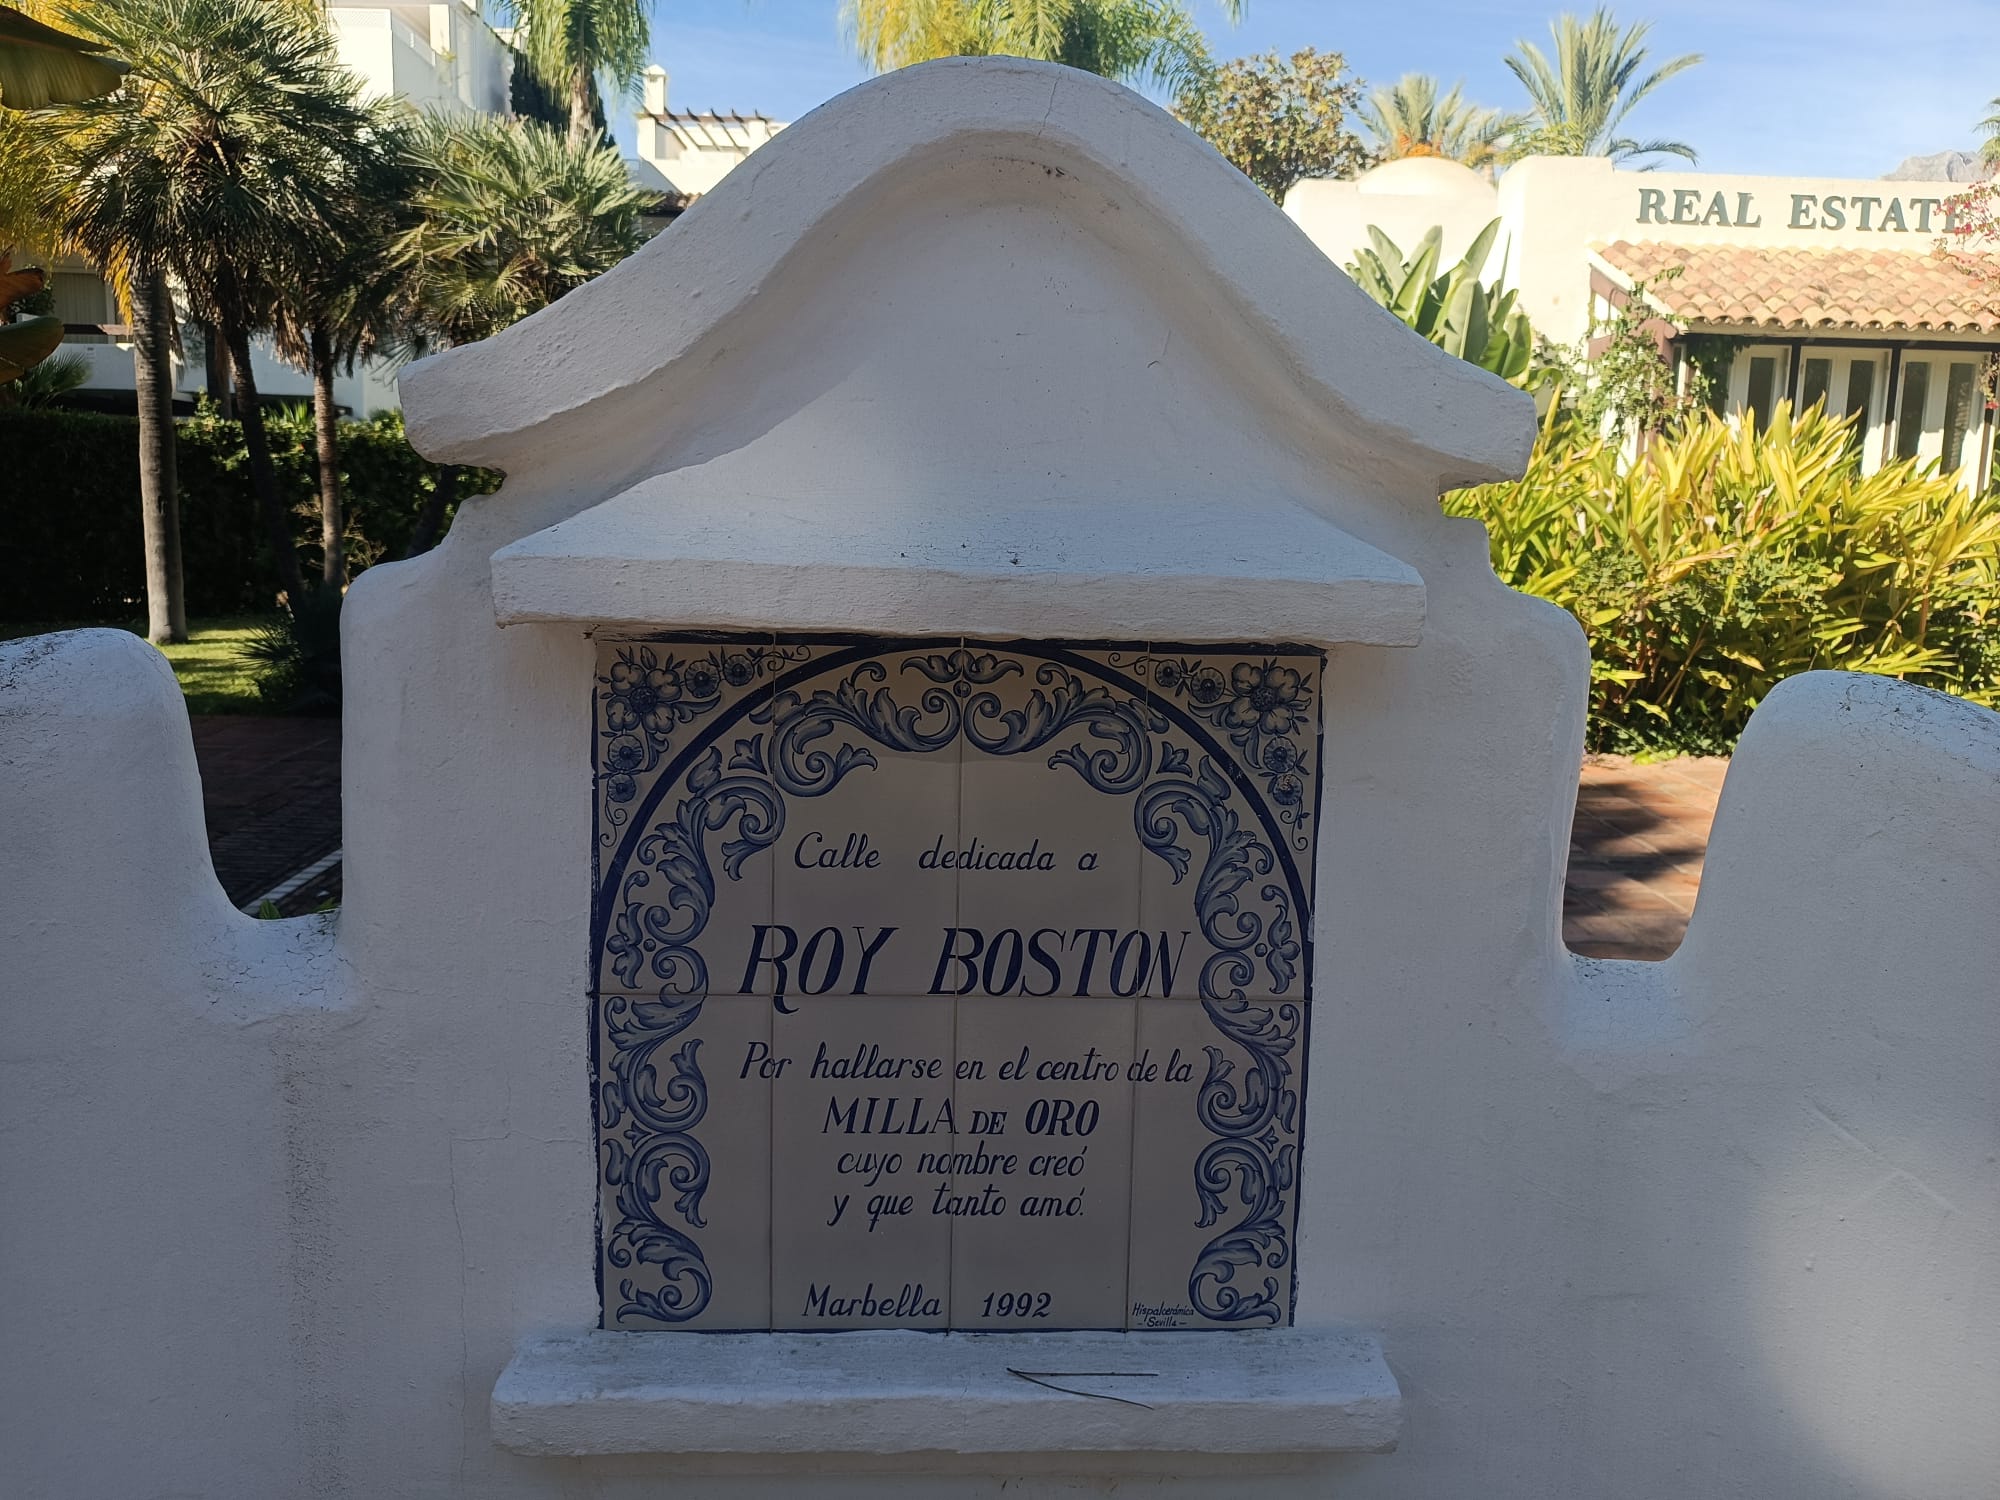 REAL ESTATE
Calle dedicada a
ROY BOSTON
Por hallarse en el centro de la
MILLA DE ORO
cuyo nombre creó
y que tanto amó.
Marbella 1992
Hispalcerámica
- Sevilla -